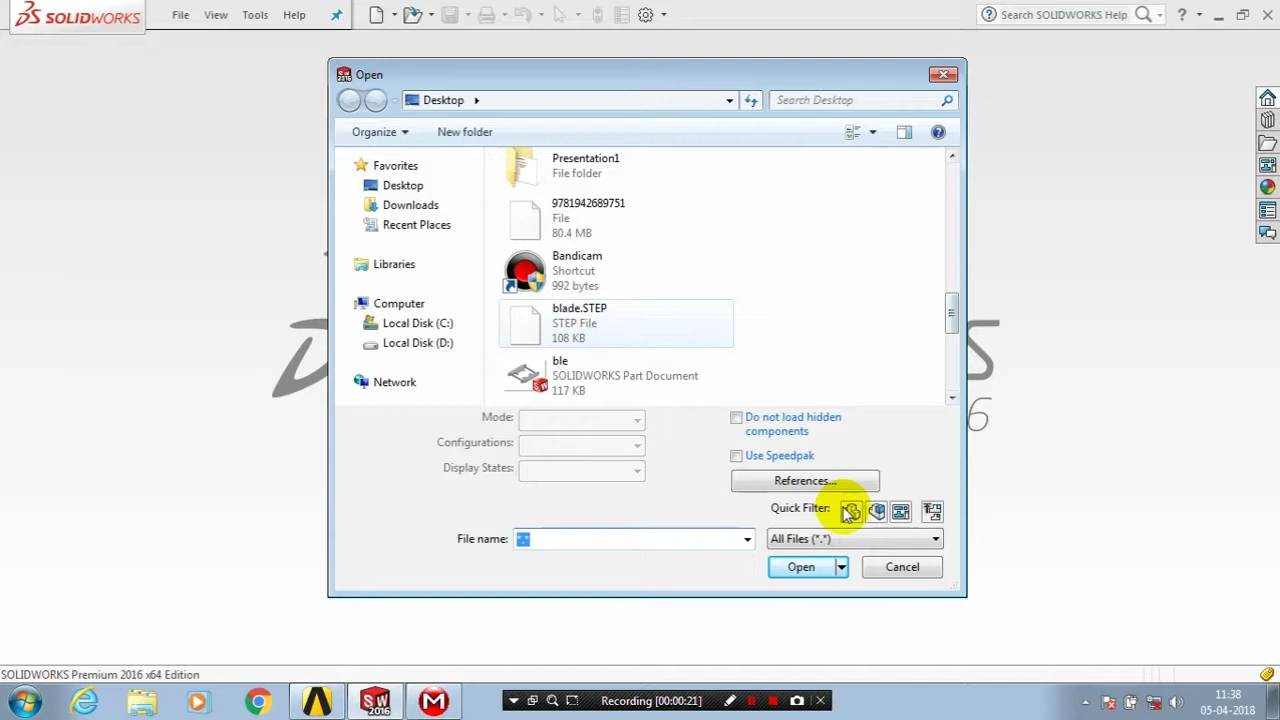 SOLIDWORKS
File View Tools Help
Search SOLIDWORKS Help
Open
Desktop
Search Desktop
Organize
New folder
Favorites
Desktop
Downloads
Recent Places
Libraries
Computer
Local Disk (C:)
Local Disk (D:)
Network
Presentation1
File folder
9781942689751
File
80.4 MB
Bandicam
Shortcut
992 bytes
blade.STEP
STEP File
108 KB
ble
SOLIDWORKS Part Document
117 KB
Mode:
Configurations:
Display States:
Do not load hidden
components
Use Speedpak
References...
Quick Filter:
File name:
*.*
All Files (*.*)
Open
Cancel
SOLIDWORKS Premium 2016 x64 Edition
SW
2016
Recording [00:00:21]
11:38
05-04-2018